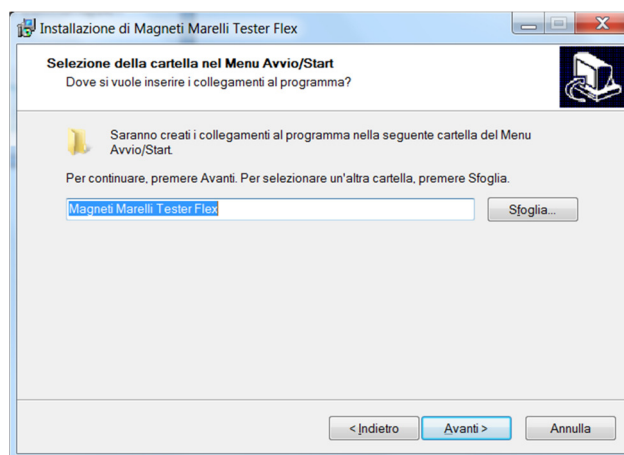 Installazione di Magneti Marelli Tester Flex
Selezione della cartella nel Menu Avvio/Start
Dove si vuole inserire i collegamenti al programma?
Saranno creati i collegamenti al programma nella seguente cartella del Menu
Avvio/Start.
Per continuare, premere Avanti. Per selezionare un'altra cartella, premere Sfoglia.
Magneti Marelli Tester Flex
Sfoglia...
< Indietro
Avanti >
Annulla